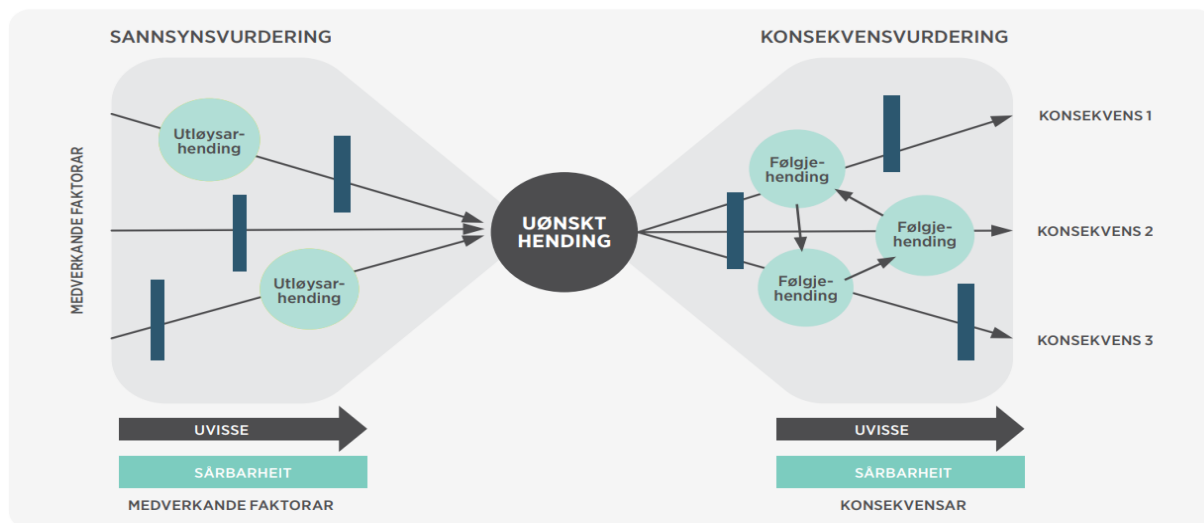 SANNSYNSVURDERING
KONSEKVENSVURDERING
MEDVERKANDE FAKTORAR
Utløysar-
hending
Utløysar-
hending
UØNSKT
HENDING
Følgje-
hending
Følgje-
hending
Følgje-
hending
KONSEKVENS 1
KONSEKVENS 2
KONSEKVENS 3
UVISSE
SÅRBARHEIT
MEDVERKANDE FAKTORAR
UVISSE
SÅRBARHEIT
KONSEKVENSAR